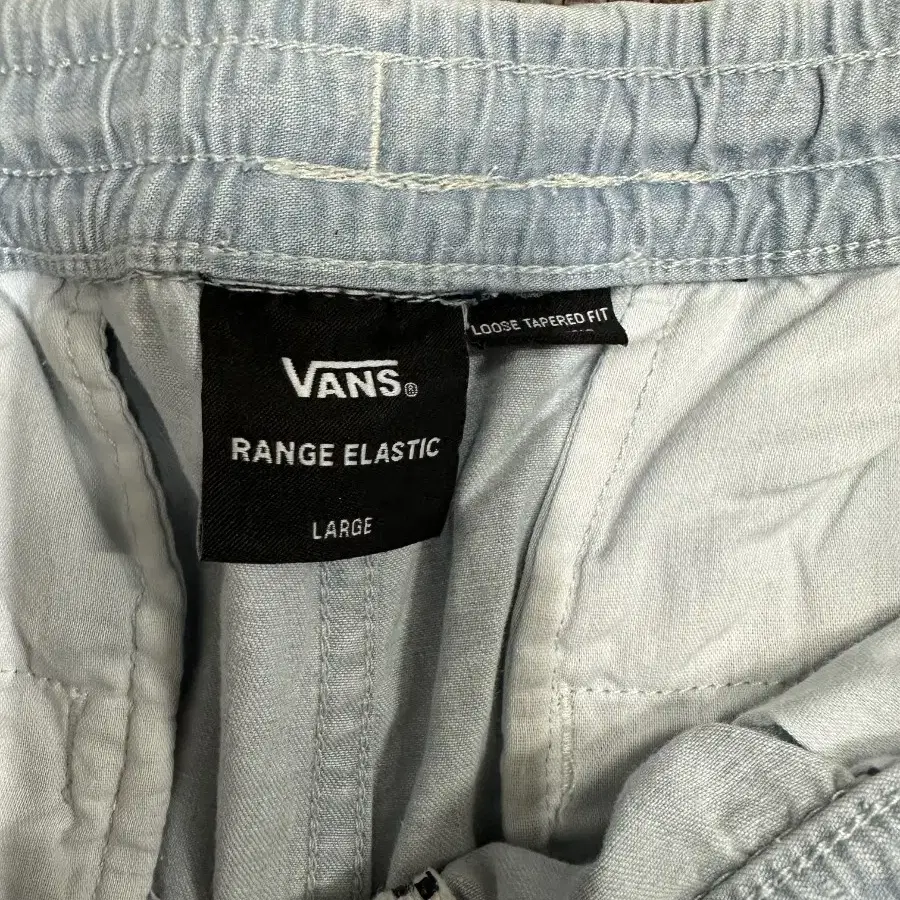 VANS®
RANGE ELASTIC
LARGE
LOOSE TAPERED FIT